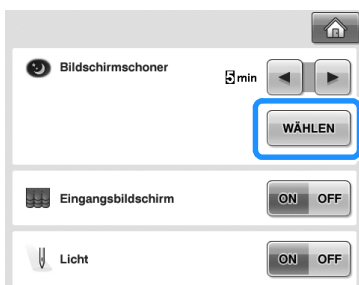 Bildschirmschoner
5 min
WÄHLEN
Eingangsbildschirm
ON OFF
Licht
ON OFF